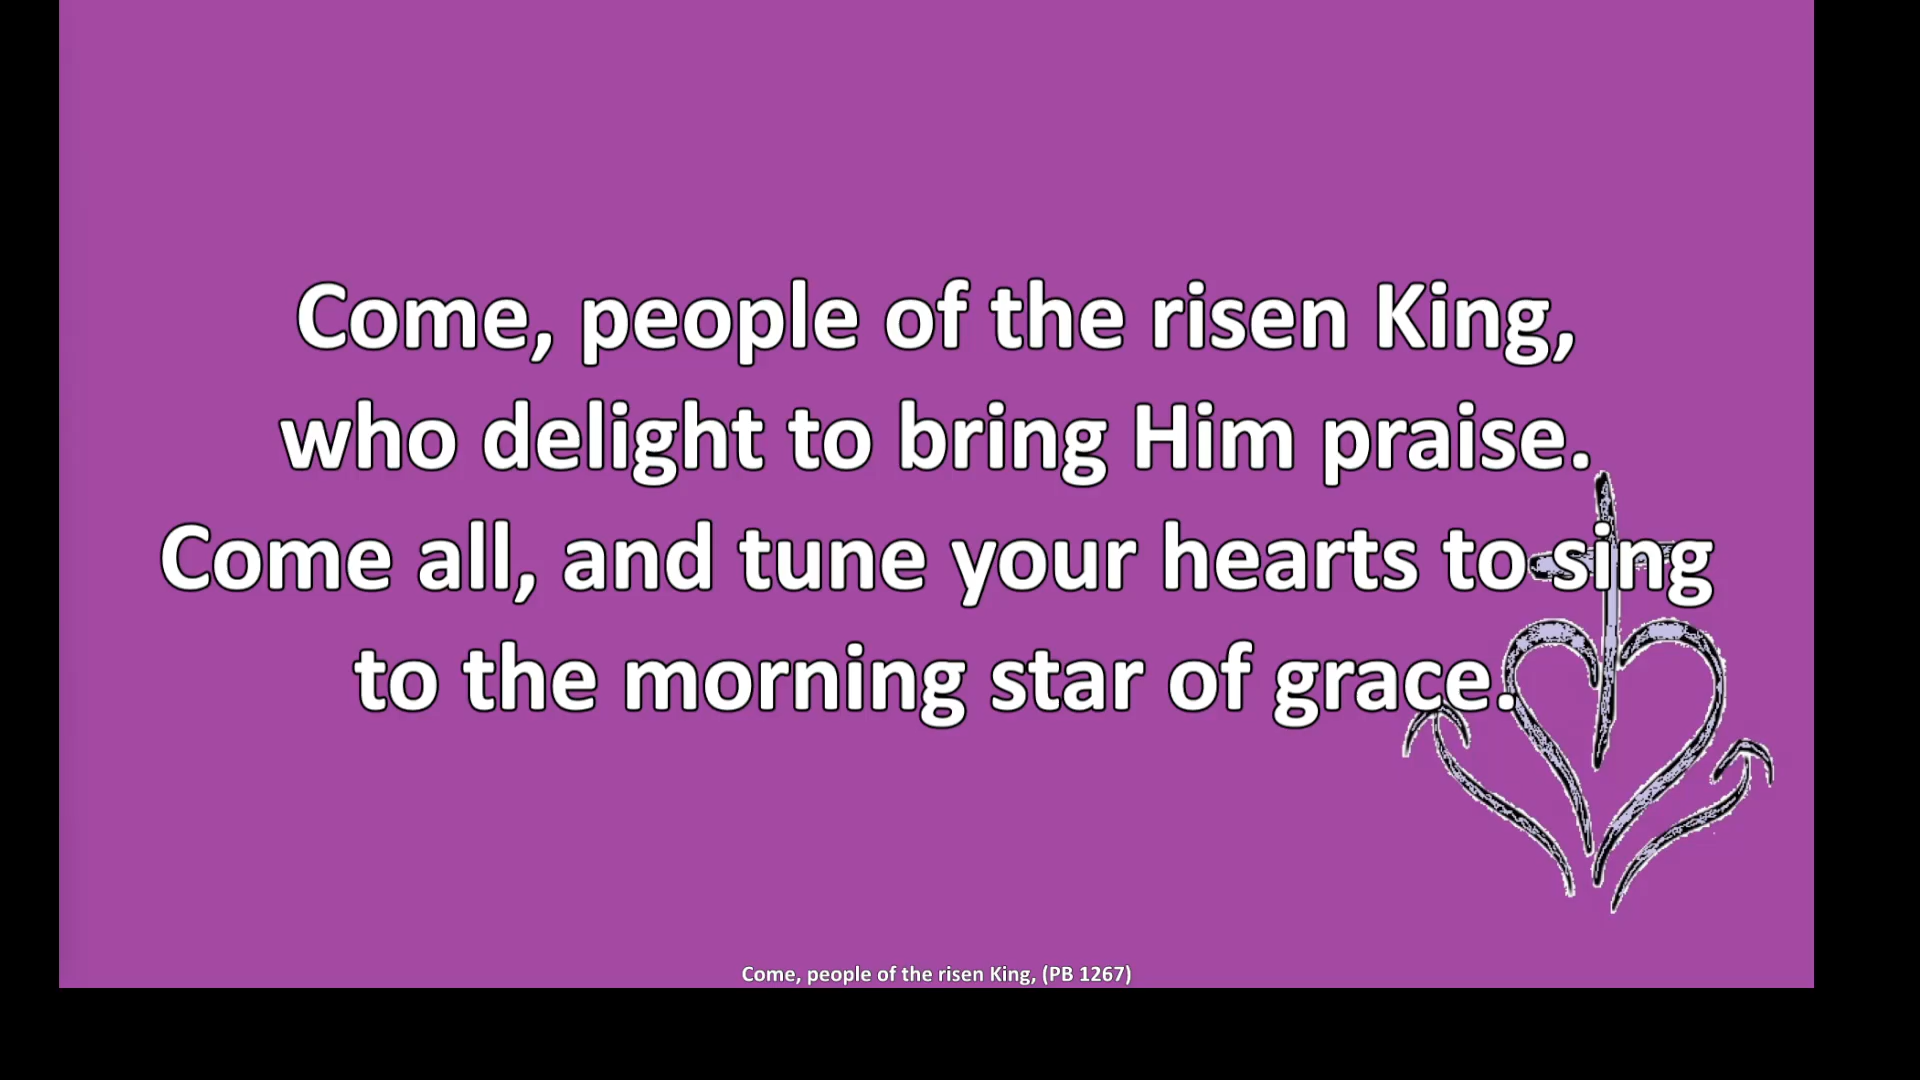 Come, people of the risen King,
who delight to bring Him praise.
Come all, and tune your hearts to sing
to the morning star of grace.
Come, people of the risen King, (PB 1267)